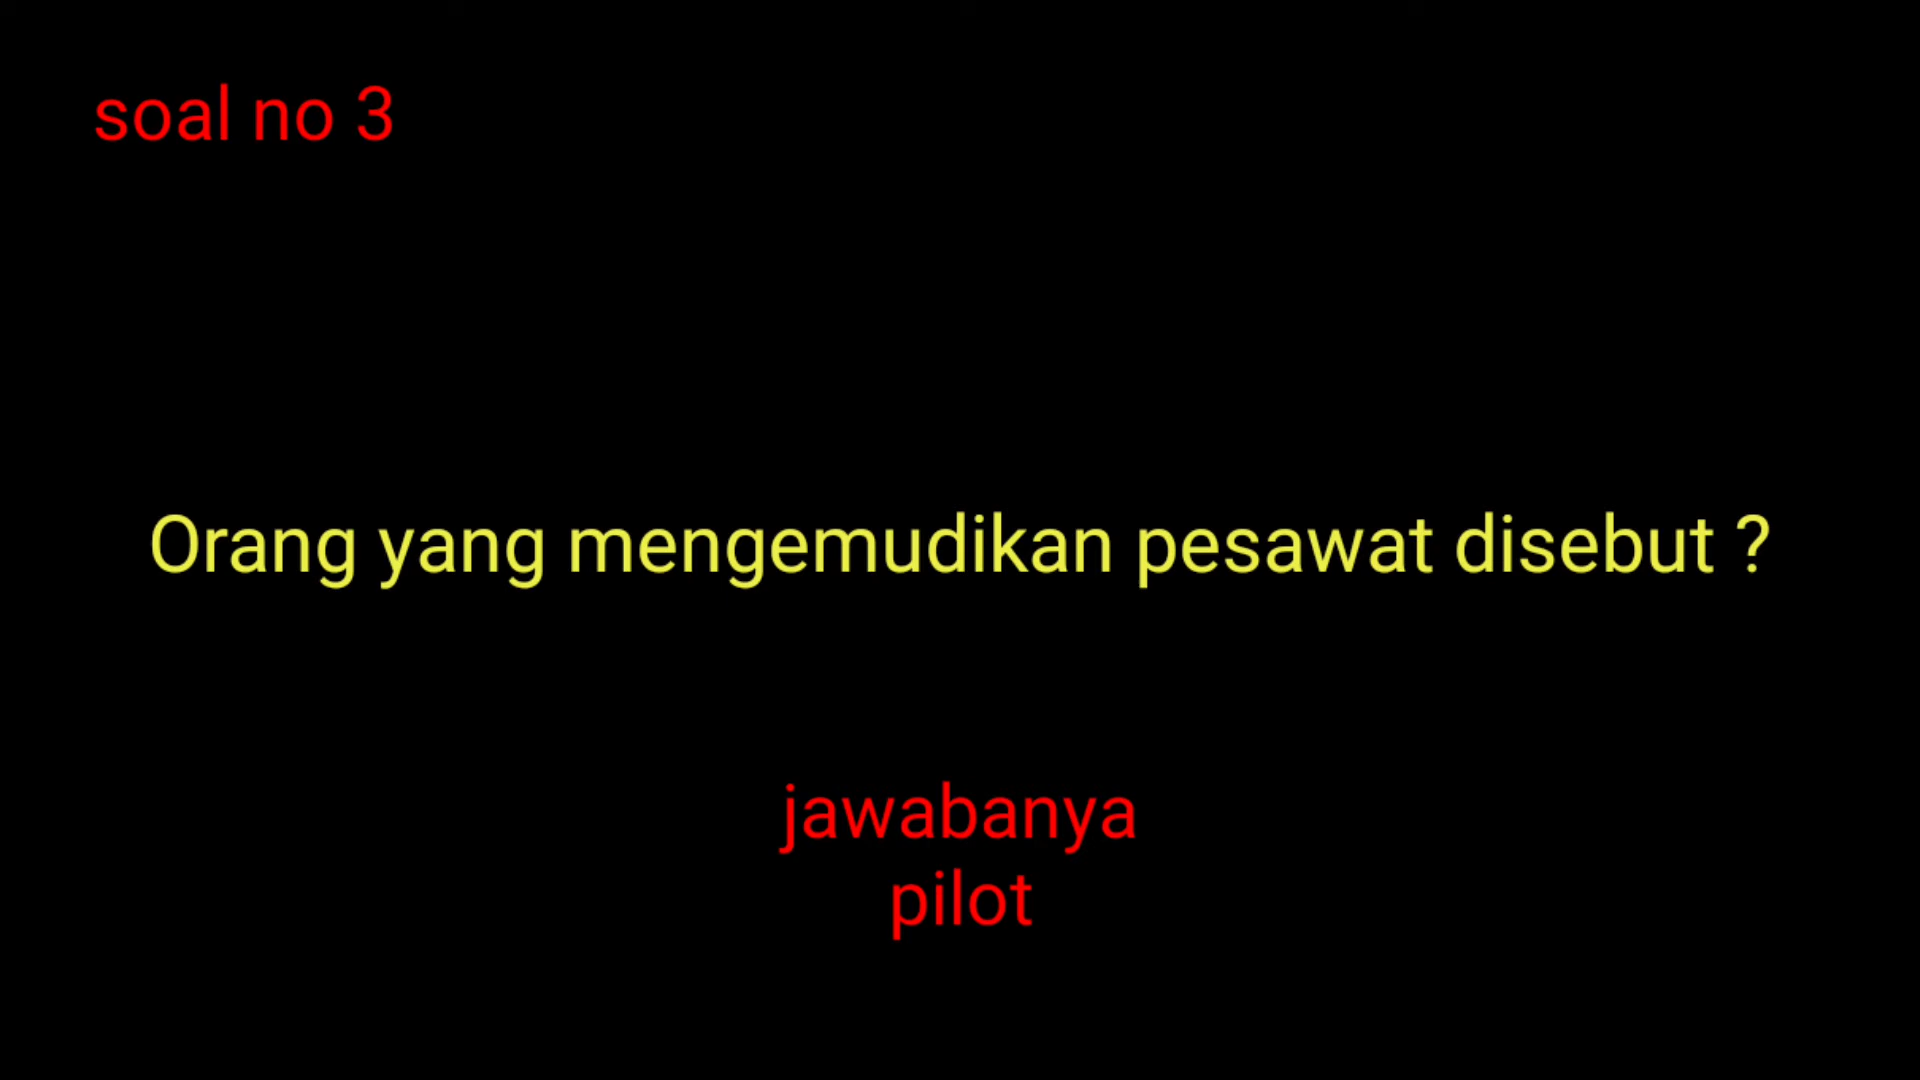 soal no 3
Orang yang mengemudikan pesawat disebut ?
jawabanya
pilot